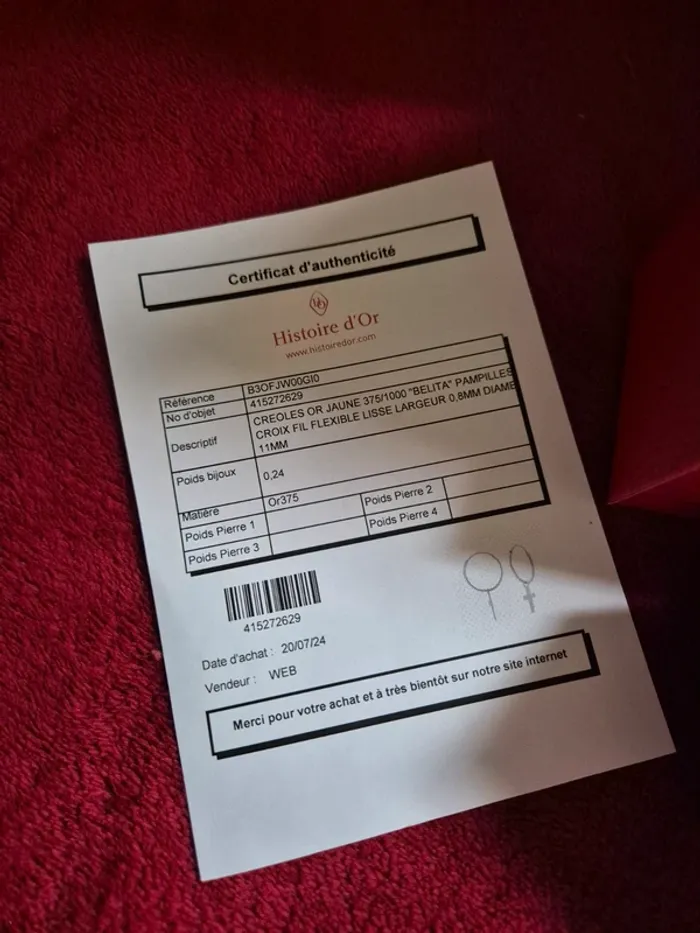 Certificat d'authenticité
Histoire d'Or
www.histoiredor.com
Référence B3OFJW00GI0
No d'objet 415272629
Descriptif CREOLES OR JAUNE 375/1000 "BELITA" PAMPILLES
CROIX FIL FLEXIBLE LISSE LARGEUR 0,8MM DIAME
11MM
Poids bijoux 0,24
Matière Or375
Poids Pierre 1 Poids Pierre 2
Poids Pierre 3 Poids Pierre 4
415272629
Date d'achat : 20/07/24
Vendeur : WEB
Merci pour votre achat et à très bientôt sur notre site internet